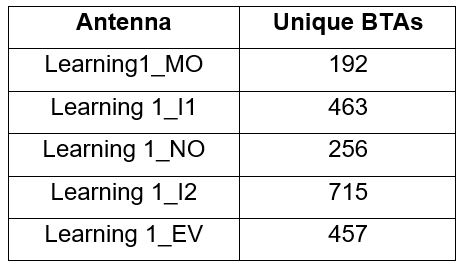 Antenna Unique BTAs
Learning1_MO 192
Learning 1_I1 463
Learning 1_NO 256
Learning 1_I2 715
Learning 1_EV 457